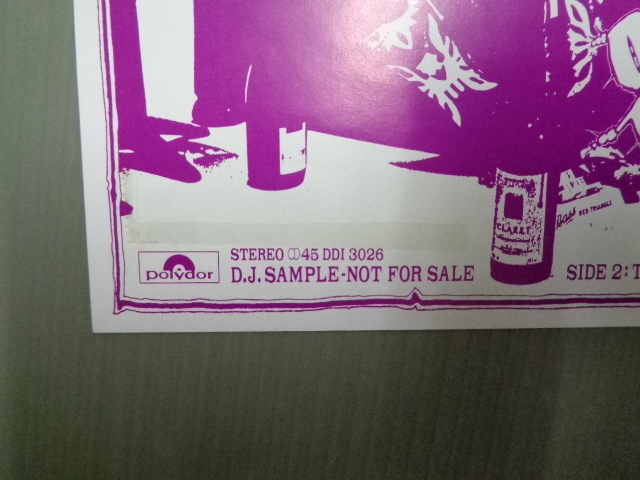 CLARET
Bass RED TRIANGLE
polydor
STEREO 45 DDI 3026
D.J. SAMPLE-NOT FOR SALE
SIDE 2: T